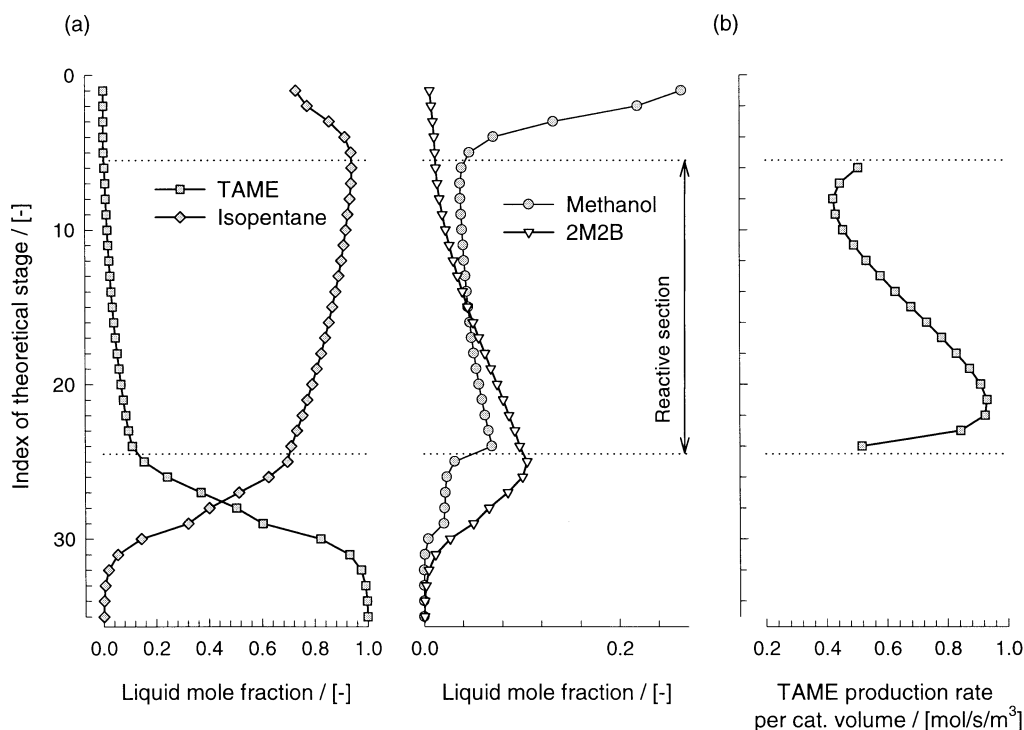 (a)
(b)
0
10
20
30
Index of theoretical stage / [-]
TAME
Isopentane
Methanol
2M2B
Reactive section
0.0 0.2 0.4 0.6 0.8 1.0
0.0 0.2
0.2 0.4 0.6 0.8 1.0
Liquid mole fraction / [-]
Liquid mole fraction / [-]
TAME production rate
per cat. volume / [mol/s/m³]